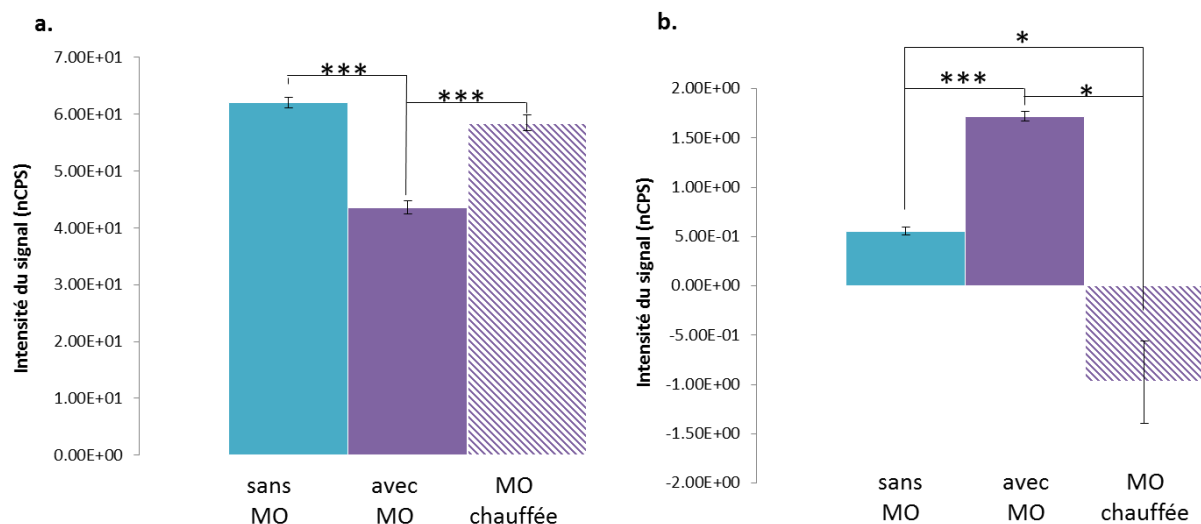 a.
Intensité du signal (nCPS)
7.00E+01
6.00E+01
5.00E+01
4.00E+01
3.00E+01
2.00E+01
1.00E+01
0.00E+00
***
***
sans
MO
avec
MO
MO
chauffée
b.
Intensité du signal (nCPS)
2.00E+00
1.50E+00
1.00E+00
5.00E-01
0.00E+00
-5.00E-01
-1.00E+00
-1.50E+00
-2.00E+00
*
***
*
sans
MO
avec
MO
MO
chauffée